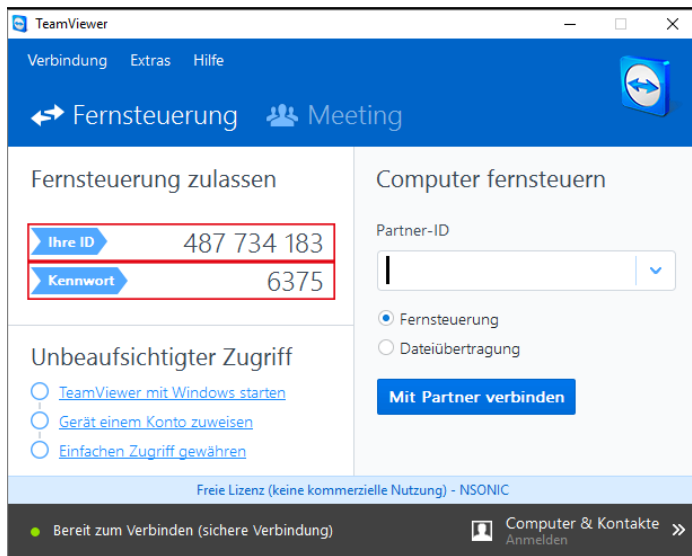 TeamViewer
Verbindung Extras Hilfe
Fernsteuerung Meeting
Fernsteuerung zulassen
Ihre ID 487 734 183
Kennwort 6375
Unbeaufsichtigter Zugriff
TeamViewer mit Windows starten
Gerät einem Konto zuweisen
Einfachen Zugriff gewähren
Computer fernsteuern
Partner-ID
Fernsteuerung
Dateiübertragung
Mit Partner verbinden
Freie Lizenz (keine kommerzielle Nutzung) - NSONIC
Bereit zum Verbinden (sichere Verbindung)
Computer & Kontakte
Anmelden